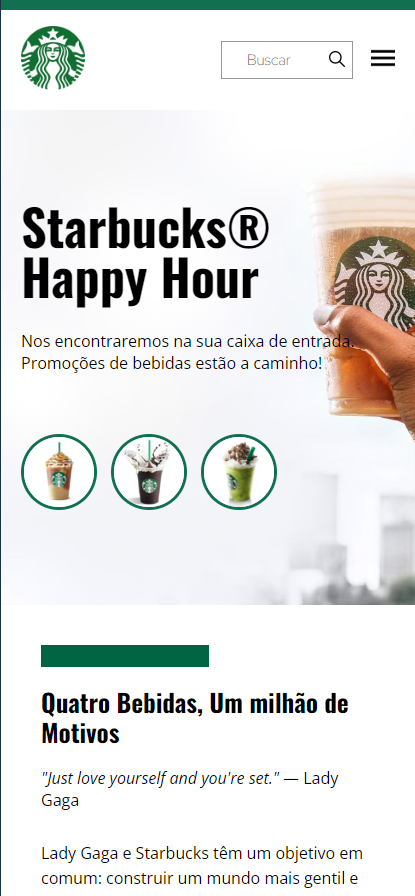 Buscar
Starbucks®
Happy Hour
Nos encontraremos na sua caixa de entrada.
Promoções de bebidas estão a caminho!
Quatro Bebidas, Um milhão de
Motivos
"Just love yourself and you're set." — Lady
Gaga
Lady Gaga e Starbucks têm um objetivo em
comum: construir um mundo mais gentil e